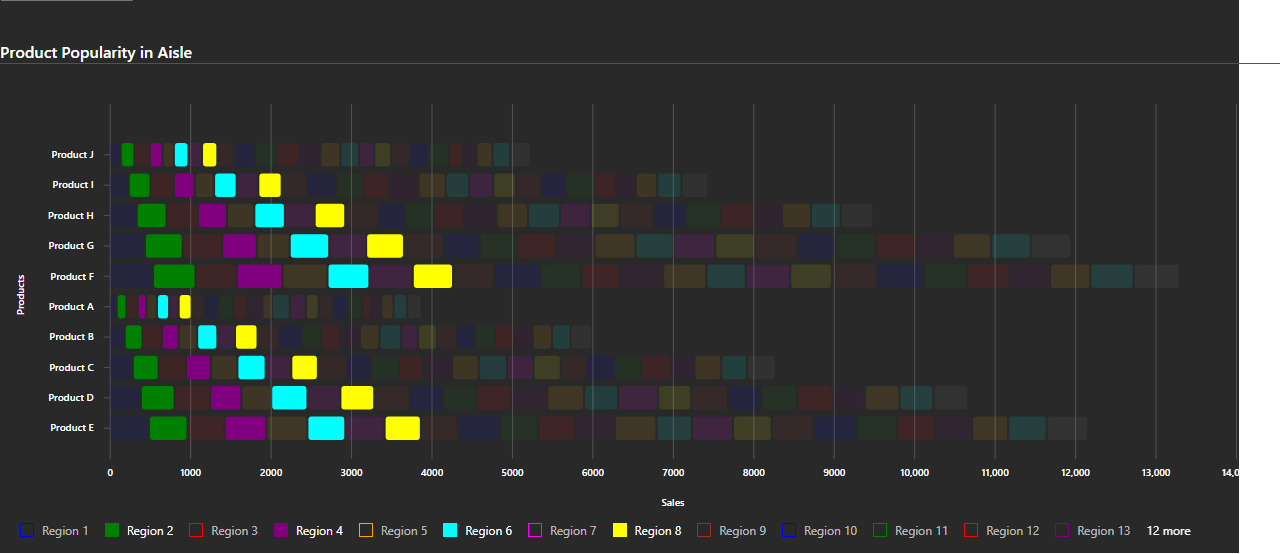 Product Popularity in Aisle
Products
Product J
Product I
Product H
Product G
Product F
Product A
Product B
Product C
Product D
Product E
0 1000 2000 3000 4000 5000 6000 7000 8000 9000 10,000 11,000 12,000 13,000 14,0
Sales
Region 1 Region 2 Region 3 Region 4 Region 5 Region 6 Region 7 Region 8 Region 9 Region 10 Region 11 Region 12 Region 13 12 more